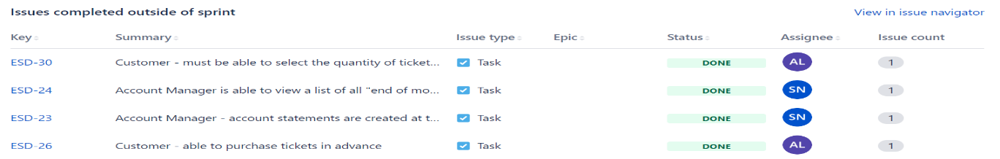 Issues completed outside of sprint View in issue navigator
Key Summary Issue type Epic Status Assignee Issue count
ESD-30 Customer - must be able to select the quantity of ticket... Task DONE AL 1
ESD-24 Account Manager is able to view a list of all "end of mo... Task DONE SN 1
ESD-23 Account Manager - account statements are created at t... Task DONE SN 1
ESD-26 Customer - able to purchase tickets in advance Task DONE AL 1